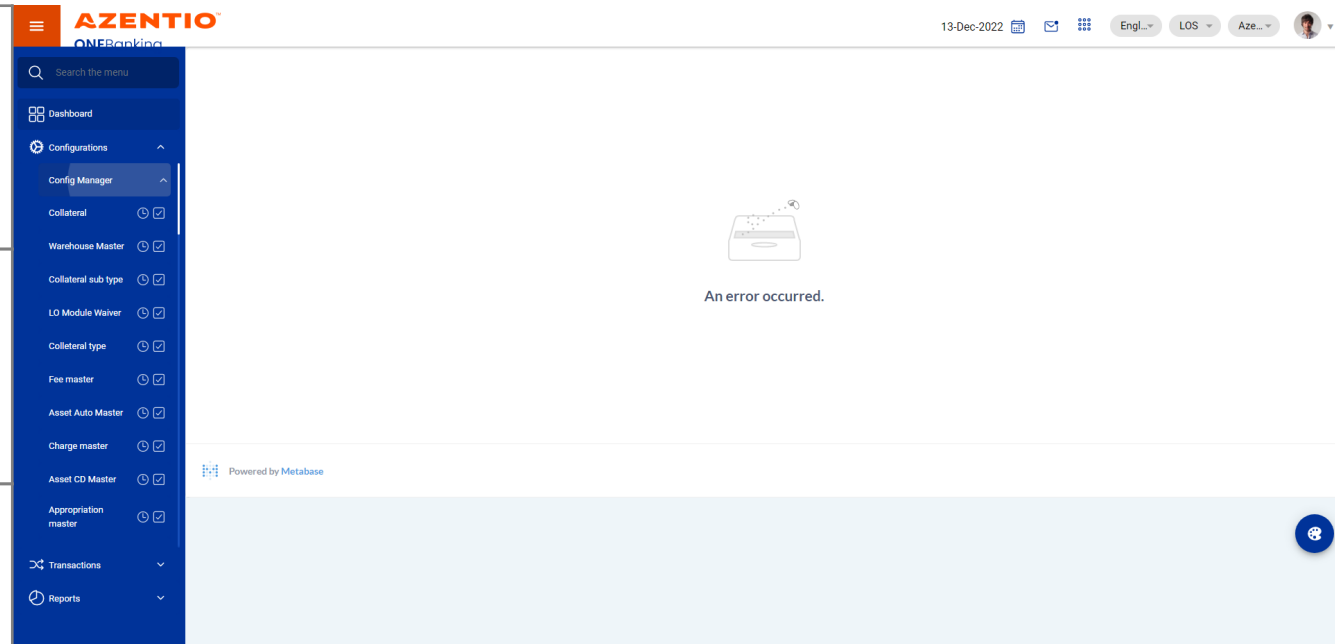 AZENTIO™
ONEBanking
13-Dec-2022
Engl...
LOS
Aze...
Search the menu
Dashboard
Configurations
Config Manager
Collateral
Warehouse Master
Collateral sub type
LO Module Waiver
Colleteral type
Fee master
Asset Auto Master
Charge master
Asset CD Master
Appropriation
master
Transactions
Reports
An error occurred.
Powered by Metabase